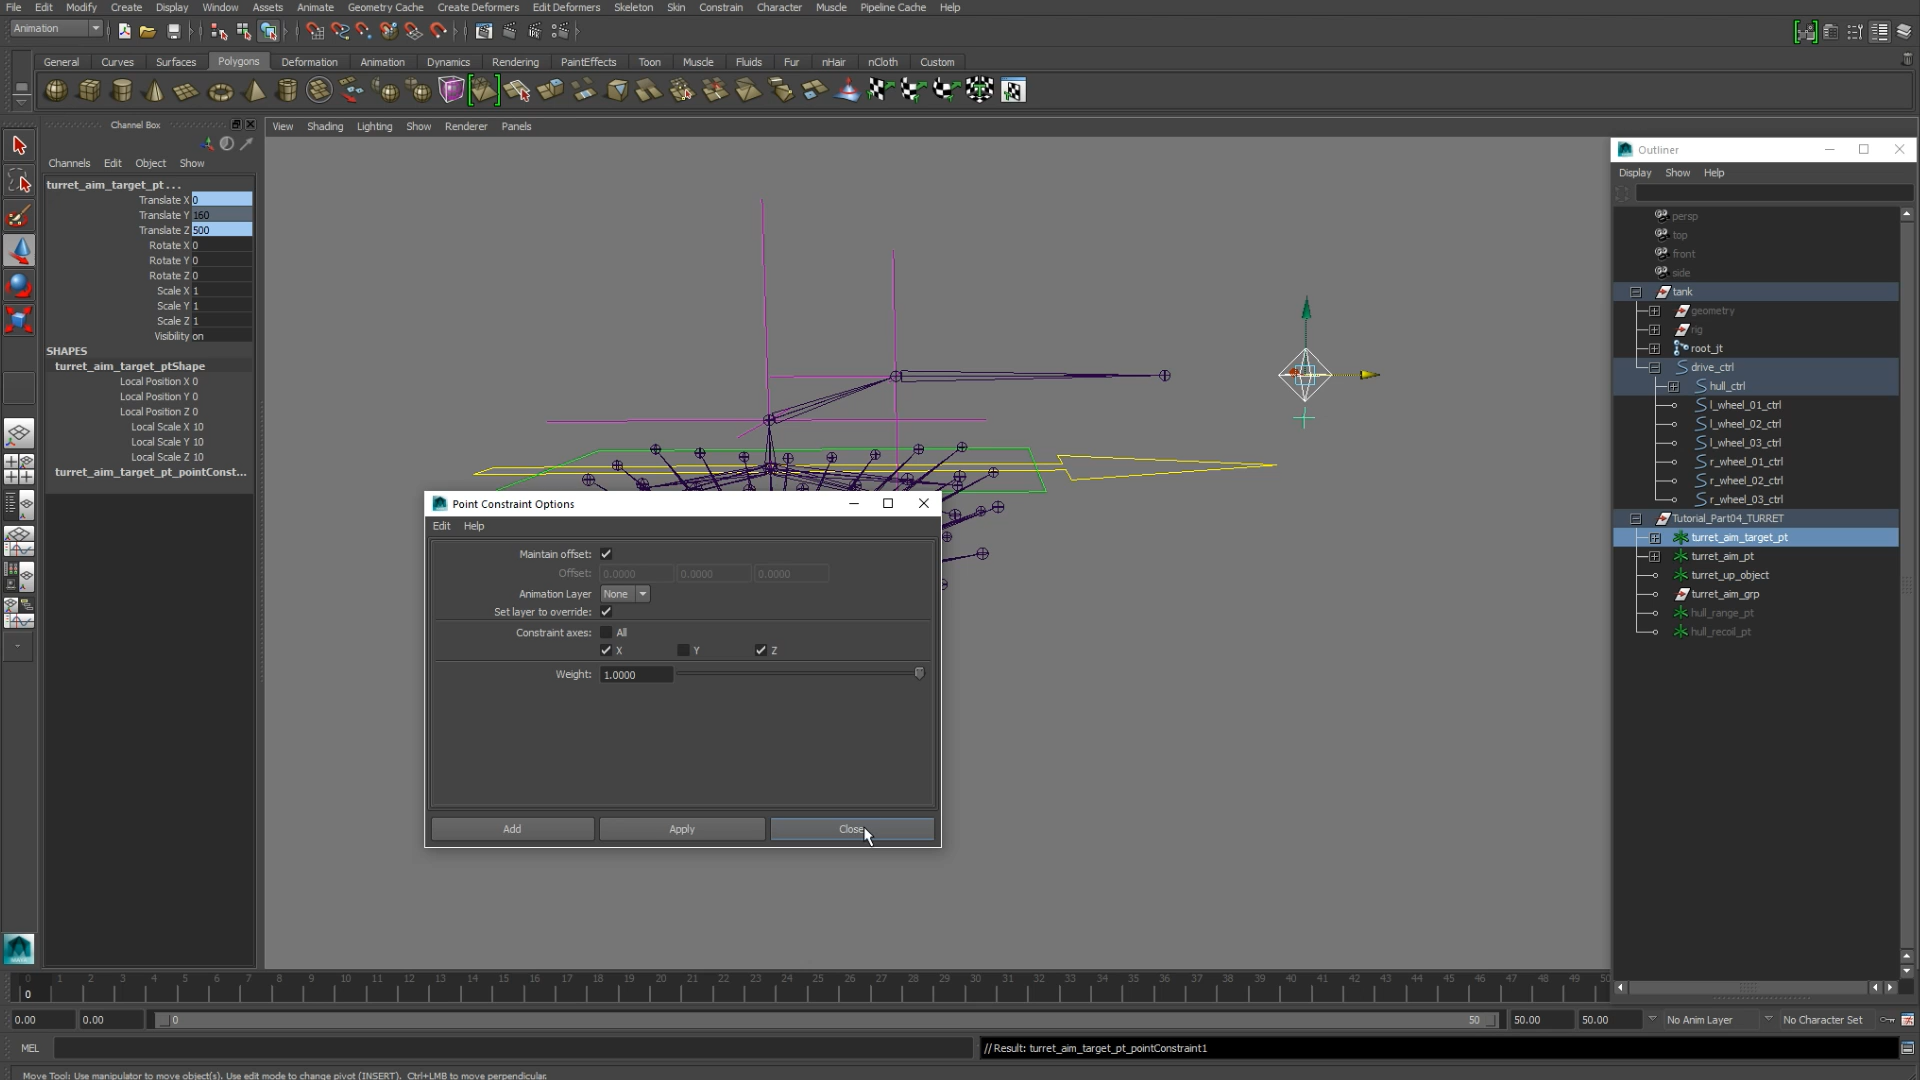 File Edit Modify Create Display Window Assets Animate Geometry Cache Create Deformers Edit Deformers Skeleton Skin Constrain Character Muscle Pipeline Cache Help
Animation
General Curves Surfaces Polygons Deformation Animation Dynamics Rendering PaintEffects Toon Muscle Fluids Fur nHair nCloth Custom
Channel Box
Channels Edit Object Show
turret_aim_target_pt...
Translate X 0
Translate Y 160
Translate Z 500
Rotate X 0
Rotate Y 0
Rotate Z 0
Scale X 1
Scale Y 1
Scale Z 1
Visibility on
SHAPES
turret_aim_target_ptShape
Local Position X 0
Local Position Y 0
Local Position Z 0
Local Scale X 10
Local Scale Y 10
Local Scale Z 10
turret_aim_target_pt_pointConst...
View Shading Lighting Show Renderer Panels
Point Constraint Options
Edit Help
Maintain offset:
Offset: 0.0000 0.0000 0.0000
Animation Layer None
Set layer to override:
Constraint axes: All
X Y Z
Weight: 1.0000
Add Apply Close
Outliner
Display Show Help
persp
top
front
side
tank
geometry
rig
root_jt
drive_ctrl
hull_ctrl
l_wheel_01_ctrl
l_wheel_02_ctrl
l_wheel_03_ctrl
r_wheel_01_ctrl
r_wheel_02_ctrl
r_wheel_03_ctrl
Tutorial_Part04_TURRET
turret_aim_target_pt
turret_aim_pt
turret_up_object
turret_aim_grp
hull_range_pt
hull_recoil_pt
0 1 2 3 4 5 6 7 8 9 10 11 12 13 14 15 16 17 18 19 20 21 22 23 24 25 26 27 28 29 30 31 32 33 34 35 36 37 38 39 40 41 42 43 44 45 46 47 48 49 50
0
0.00 0.00 0 50 50.00 50.00 No Anim Layer No Character Set
MEL // Result: turret_aim_target_pt_pointConstraint1
Move Tool: Use manipulator to move object(s). Use edit mode to change pivot (INSERT). Ctrl+LMB to move perpendicular.